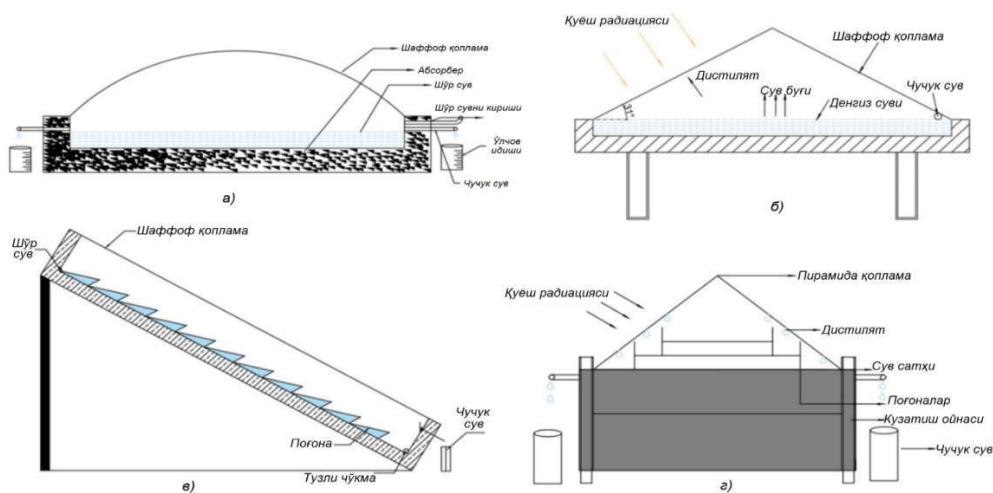 Шаффоф қоплама
Абсорбер
Шўр сув
Шўр сувни кириши
Ўлчов
идиши
Чучук сув
а)
Қуёш радиацияси
Шаффоф қоплама
Дистилят
Сув буғи
Чучук сув
Денгиз суви
31°
б)
Шўр
сув
Шаффоф қоплама
Поғона
Тузли чўкма
Чучук
сув
в)
Пирамида қоплама
Қуёш радиацияси
Дистилят
Сув сатҳи
Поғоналар
Кузатиш ойнаси
Чучук сув
г)